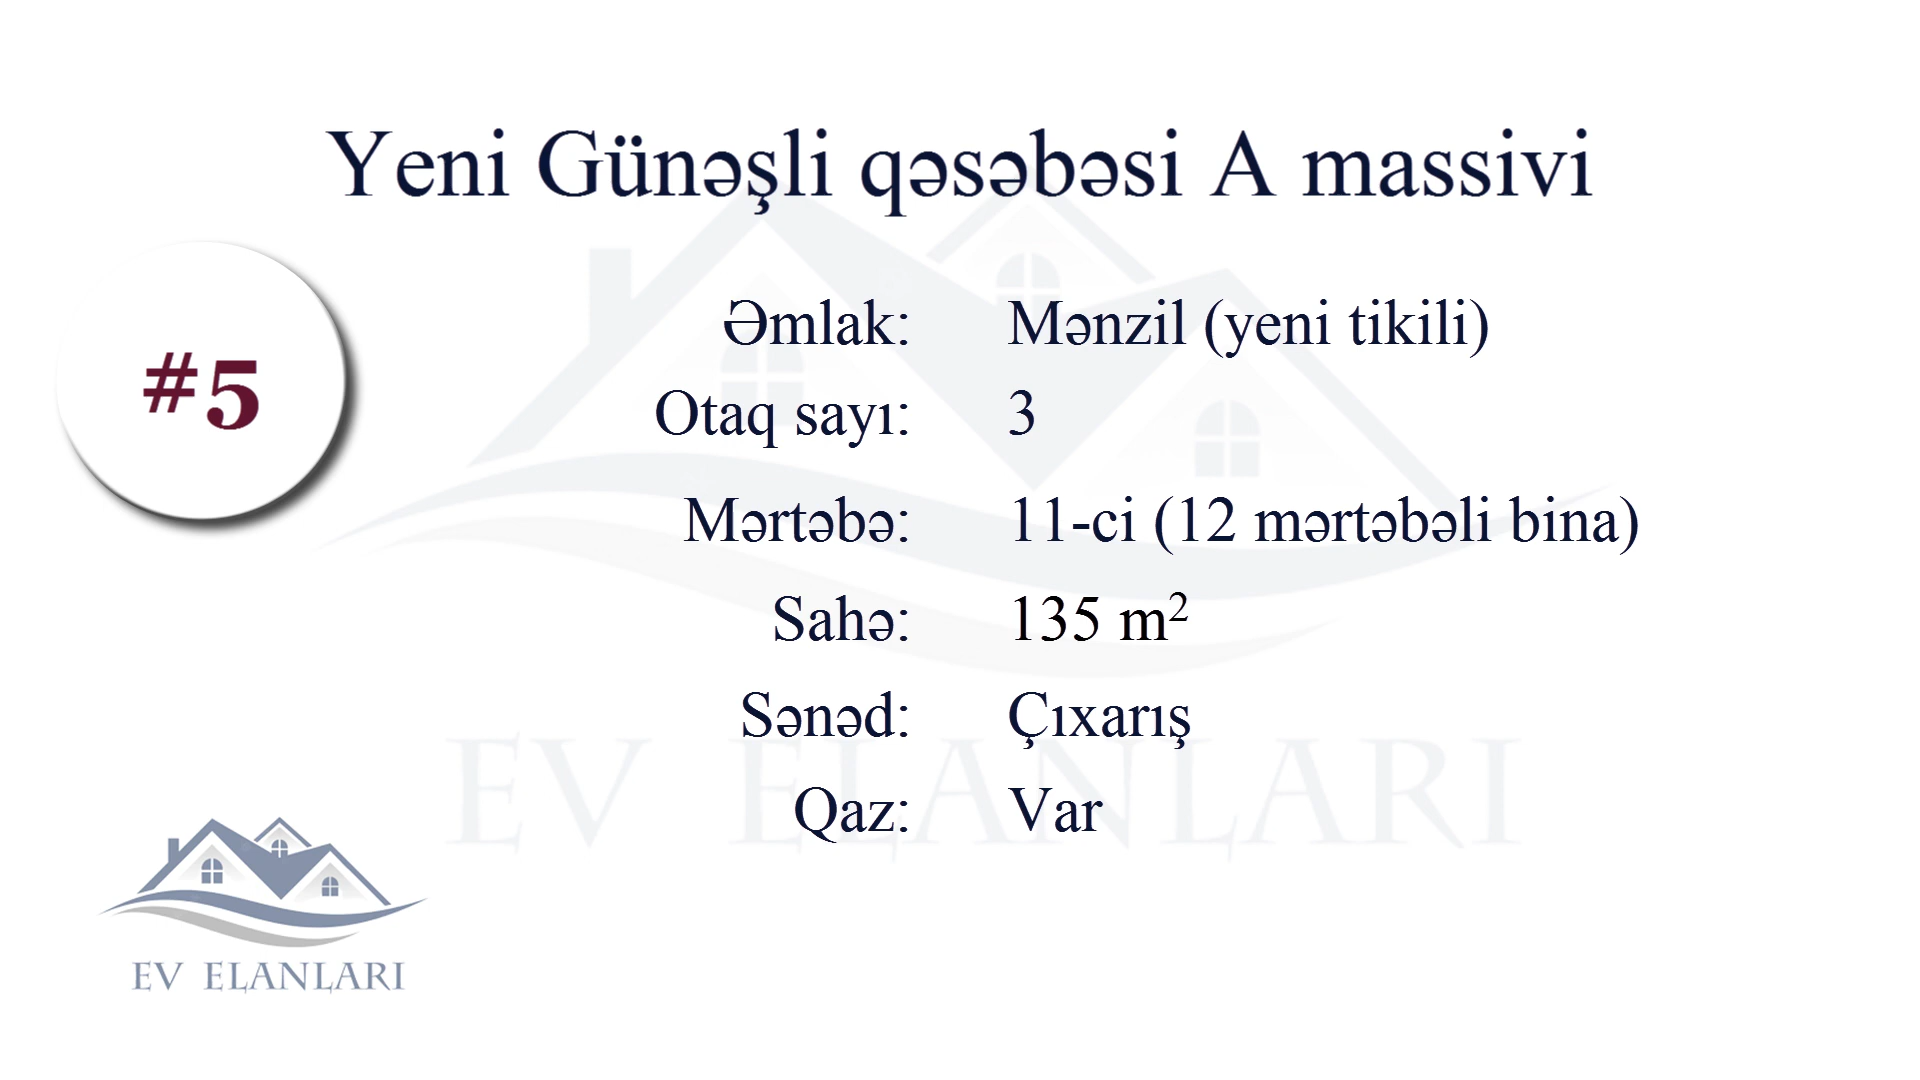 Yeni Günəşli qəsəbəsi A massivi
#5
Əmlak: Mənzil (yeni tikili)
Otaq sayı: 3
Mərtəbə: 11-ci (12 mərtəbəli bina)
Sahə: 135 m²
Sənəd: Çıxarış
Qaz: Var
EV ELANLARI
EV ELANLARI